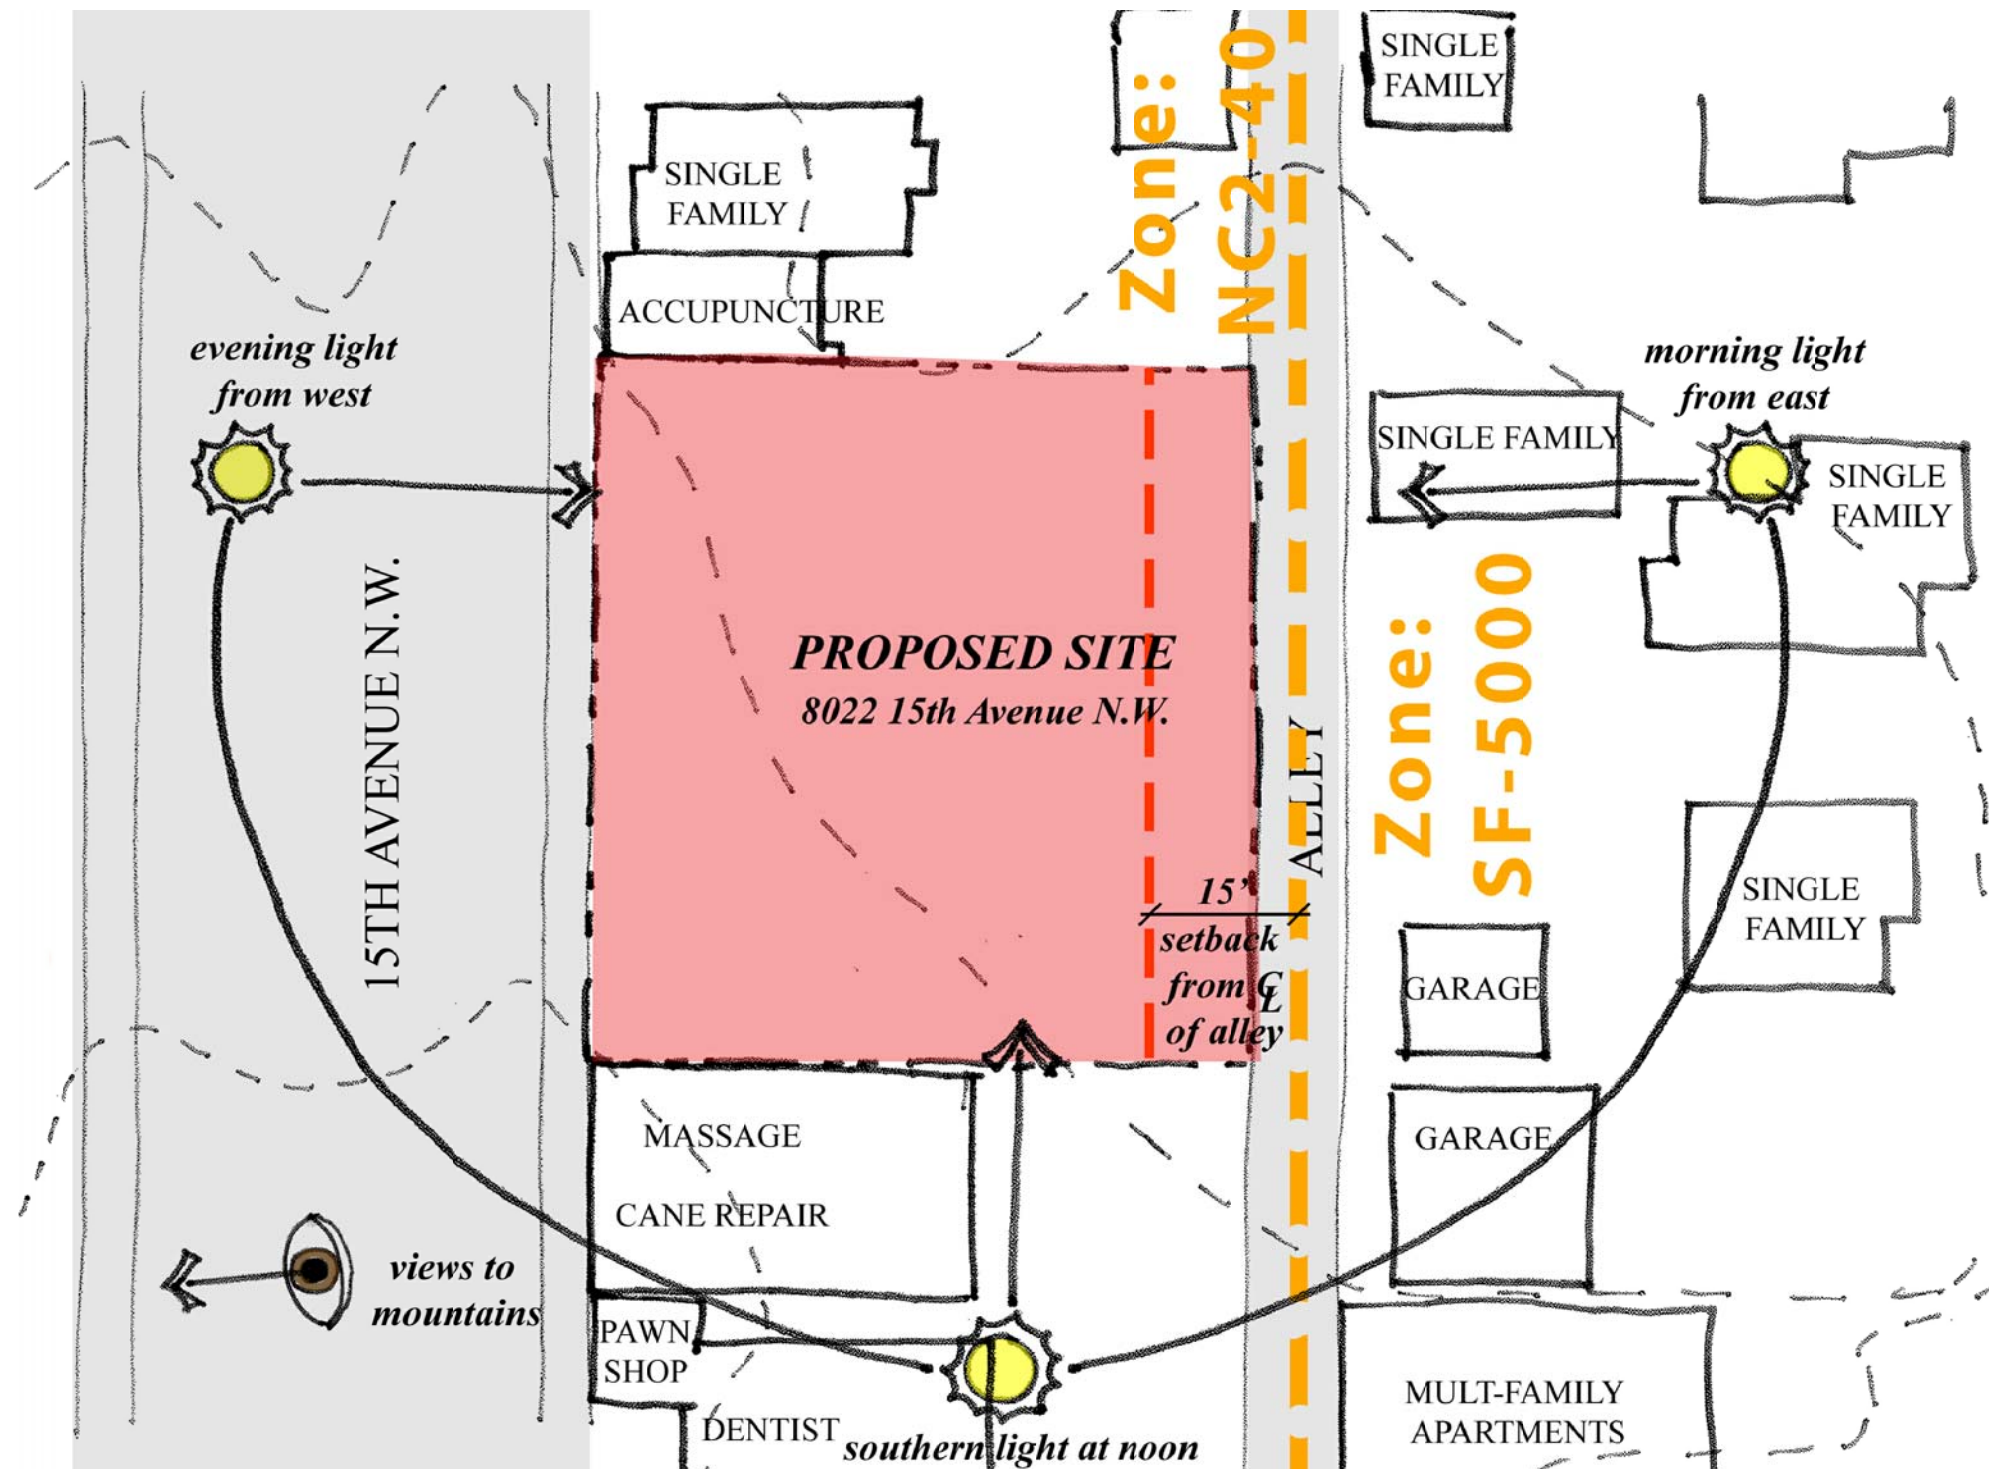 SINGLE
FAMILY
Zone:
NC2-40
SINGLE
FAMILY
ACCUPUNCTURE
evening light
from west
morning light
from east
SINGLE FAMILY
SINGLE
FAMILY
15TH AVENUE N.W.
PROPOSED SITE
8022 15th Avenue N.W.
ALLEY
Zone:
SF-5000
15'
setback
from CL
of alley
SINGLE
FAMILY
GARAGE
GARAGE
MASSAGE
CANE REPAIR
views to
mountains
PAWN
SHOP
DENTIST
southern light at noon
MULT-FAMILY
APARTMENTS